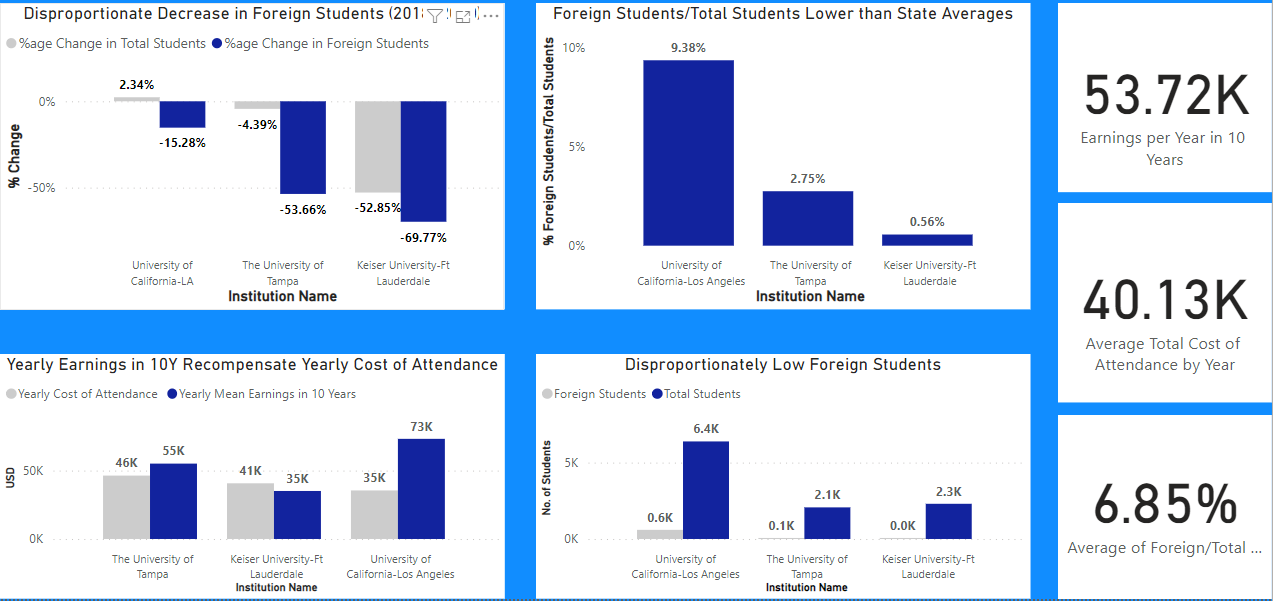 Disproportionate Decrease in Foreign Students (201
%age Change in Total Students %age Change in Foreign Students
2.34%
0%
-4.39%
-15.28%
% Change
-50%
-53.66%
-52.85%
-69.77%
University of California-LA
The University of Tampa
Keiser University-Ft Lauderdale
Institution Name
Foreign Students/Total Students Lower than State Averages
% Foreign Students/Total Students
10%
9.38%
5%
2.75%
0.56%
0%
University of California-Los Angeles
The University of Tampa
Keiser University-Ft Lauderdale
Institution Name
53.72K
Earnings per Year in 10
Years
40.13K
Average Total Cost of
Attendance by Year
6.85%
Average of Foreign/Total ...
Yearly Earnings in 10Y Recompensate Yearly Cost of Attendance
Yearly Cost of Attendance Yearly Mean Earnings in 10 Years
USD
50K
0K
46K
55K
41K
35K
35K
73K
The University of Tampa
Keiser University-Ft Lauderdale
University of California-Los Angeles
Institution Name
Disproportionately Low Foreign Students
Foreign Students Total Students
No. of Students
5K
0K
0.6K
6.4K
0.1K
2.1K
0.0K
2.3K
University of California-Los Angeles
The University of Tampa
Keiser University-Ft Lauderdale
Institution Name